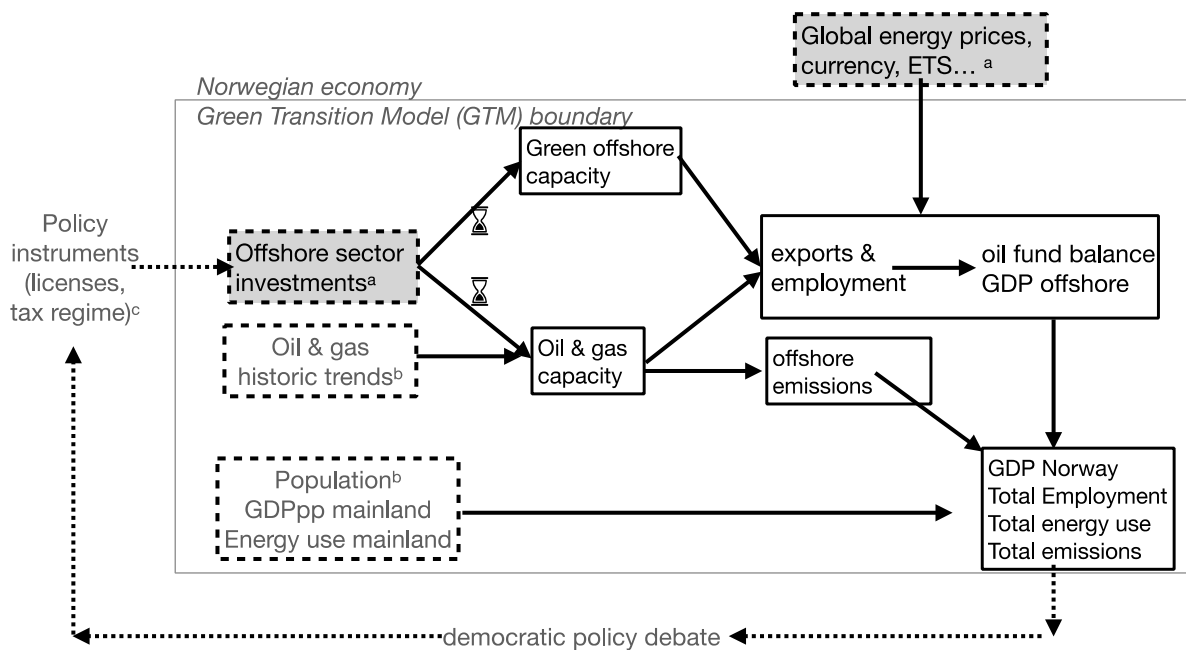 Global energy prices,
currency, ETS... a
Norwegian economy
Green Transition Model (GTM) boundary
Green offshore
capacity
Policy
instruments
(licenses,
tax regime)c
Offshore sector
investmentsa
exports &
employment
oil fund balance
GDP offshore
Oil & gas
historic trendsb
Oil & gas
capacity
offshore
emissions
Populationb
GDPpp mainland
Energy use mainland
GDP Norway
Total Employment
Total energy use
Total emissions
democratic policy debate